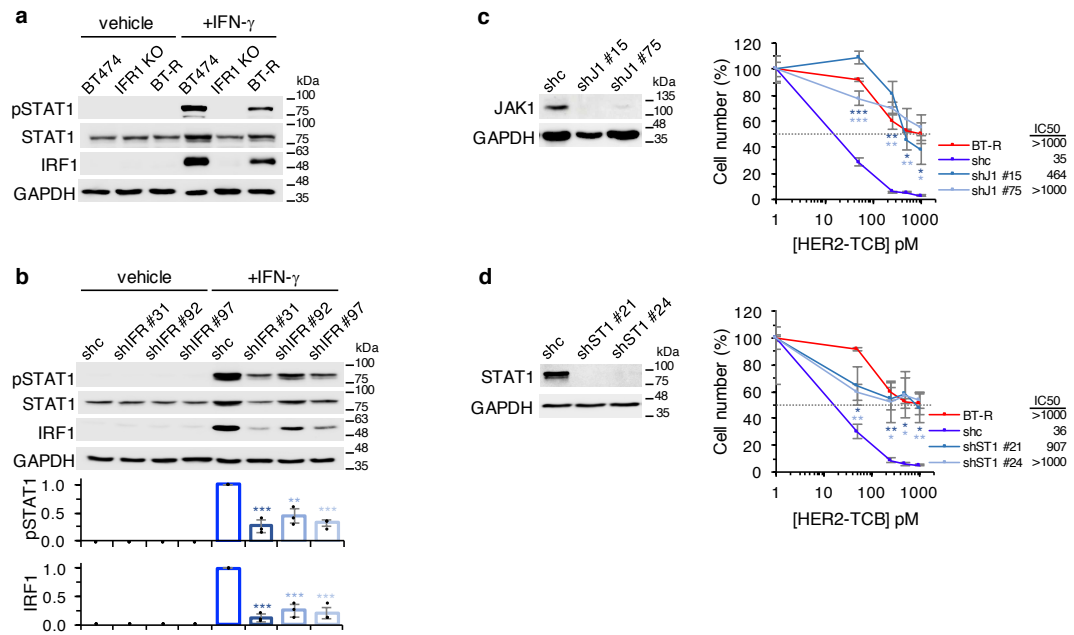 a
vehicle
+IFN-γ
BT474
IFR1 KO
BT-R
BT474
IFR1 KO
BT-R
kDa
pSTAT1
100
75
STAT1
100
75
IRF1
63
48
GAPDH
48
35
b
vehicle
+IFN-γ
shc
shIFR #31
shIFR #92
shIFR #97
shc
shIFR #31
shIFR #92
shIFR #97
kDa
pSTAT1
100
75
STAT1
100
75
IRF1
63
48
GAPDH
48
35
pSTAT1
1.0
0.5
0.0
***
**
***
IRF1
1.0
0.5
0.0
***
***
***
c
shc
shJ1 #15
shJ1 #75
kDa
JAK1
135
100
GAPDH
48
35
Cell number (%)
120
100
80
60
40
20
0
***
***
**
**
*
**
*
*
1
10
100
1000
[HER2-TCB] pM
IC50
BT-R >1000
shc 35
shJ1 #15 464
shJ1 #75 >1000
d
shc
shST1 #21
shST1 #24
kDa
STAT1
100
75
GAPDH
48
35
Cell number (%)
120
100
80
60
40
20
0
*
**
**
*
*
*
**
1
10
100
1000
[HER2-TCB] pM
IC50
BT-R >1000
shc 36
shST1 #21 907
shST1 #24 >1000